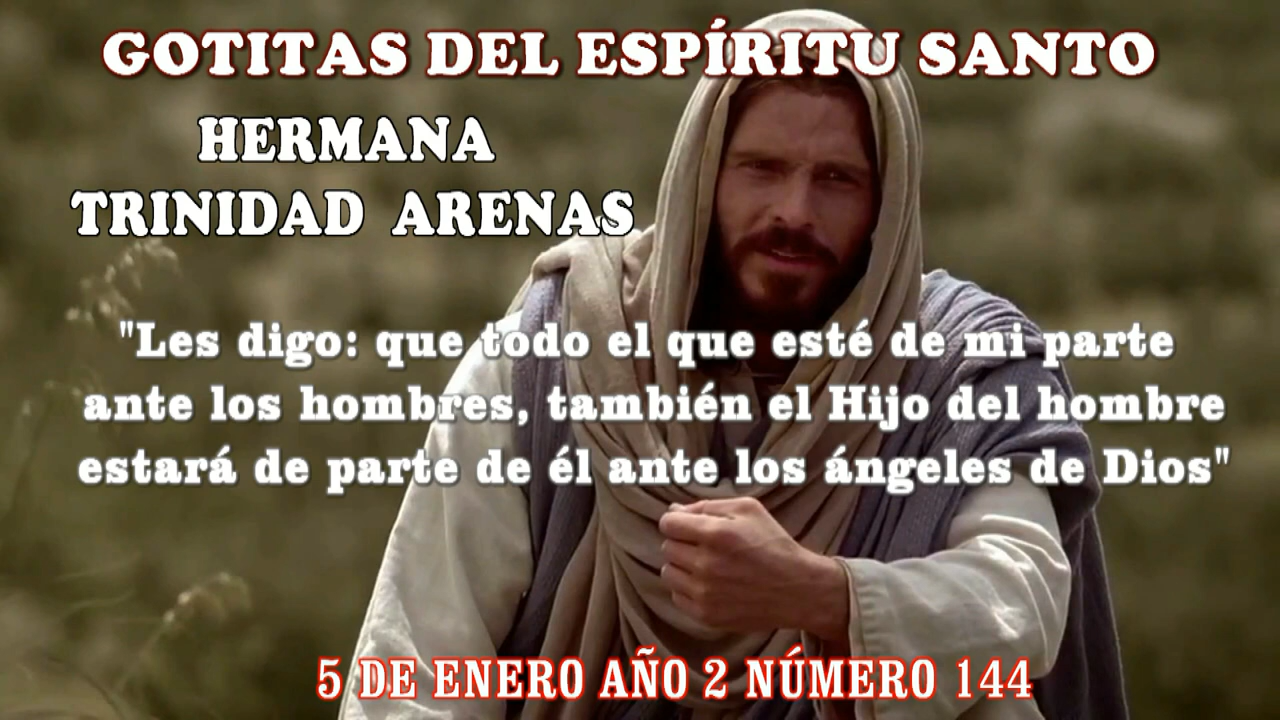 GOTITAS DEL ESPÍRITU SANTO
HERMANA
TRINIDAD ARENAS
"Les digo: que todo el que esté de mi parte
ante los hombres, también el Hijo del hombre
estará de parte de él ante los ángeles de Dios"
5 DE ENERO AÑO 2 NÚMERO 144